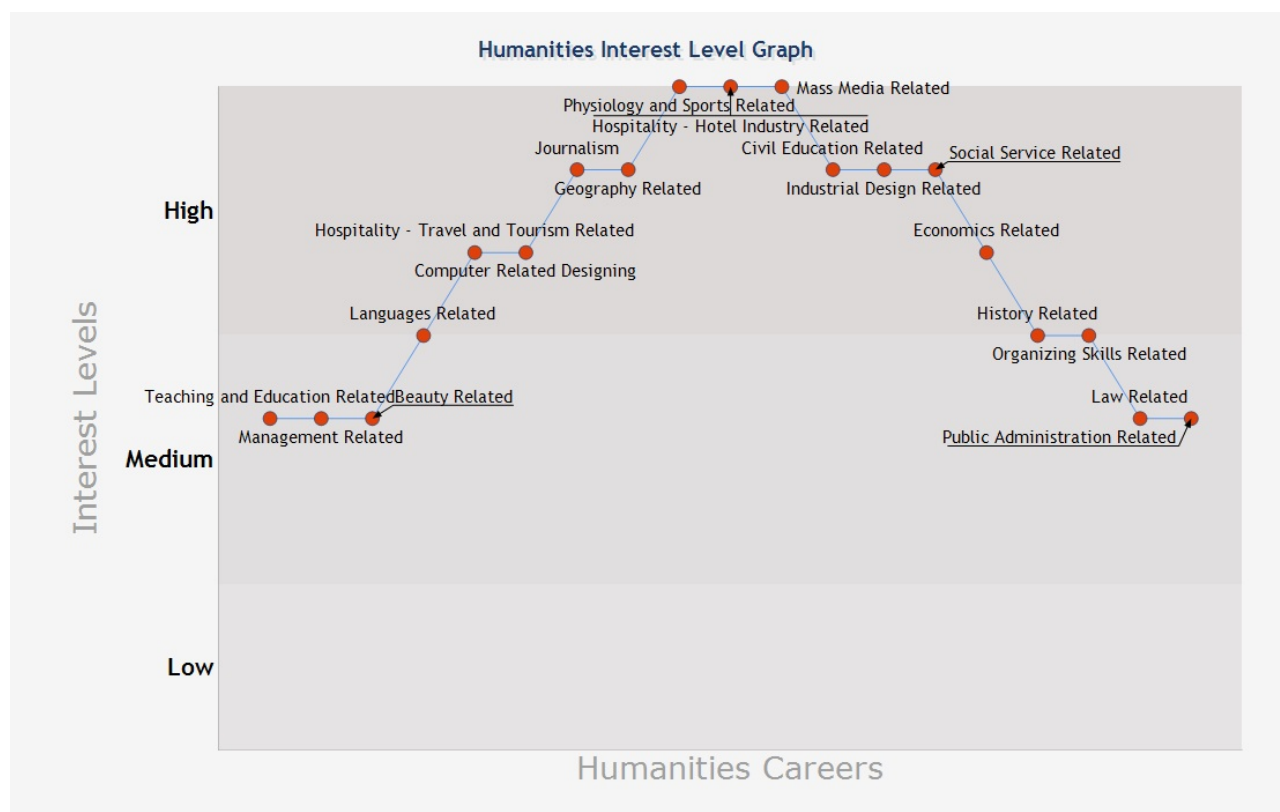 Humanities Interest Level Graph
Mass Media Related
Physiology and Sports Related
Hospitality - Hotel Industry Related
Journalism
Civil Education Related
Social Service Related
Geography Related
Industrial Design Related
High
Hospitality - Travel and Tourism Related
Economics Related
Computer Related Designing
Languages Related
History Related
Organizing Skills Related
Interest Levels
Teaching and Education Related
Beauty Related
Law Related
Management Related
Public Administration Related
Medium
Low
Humanities Careers